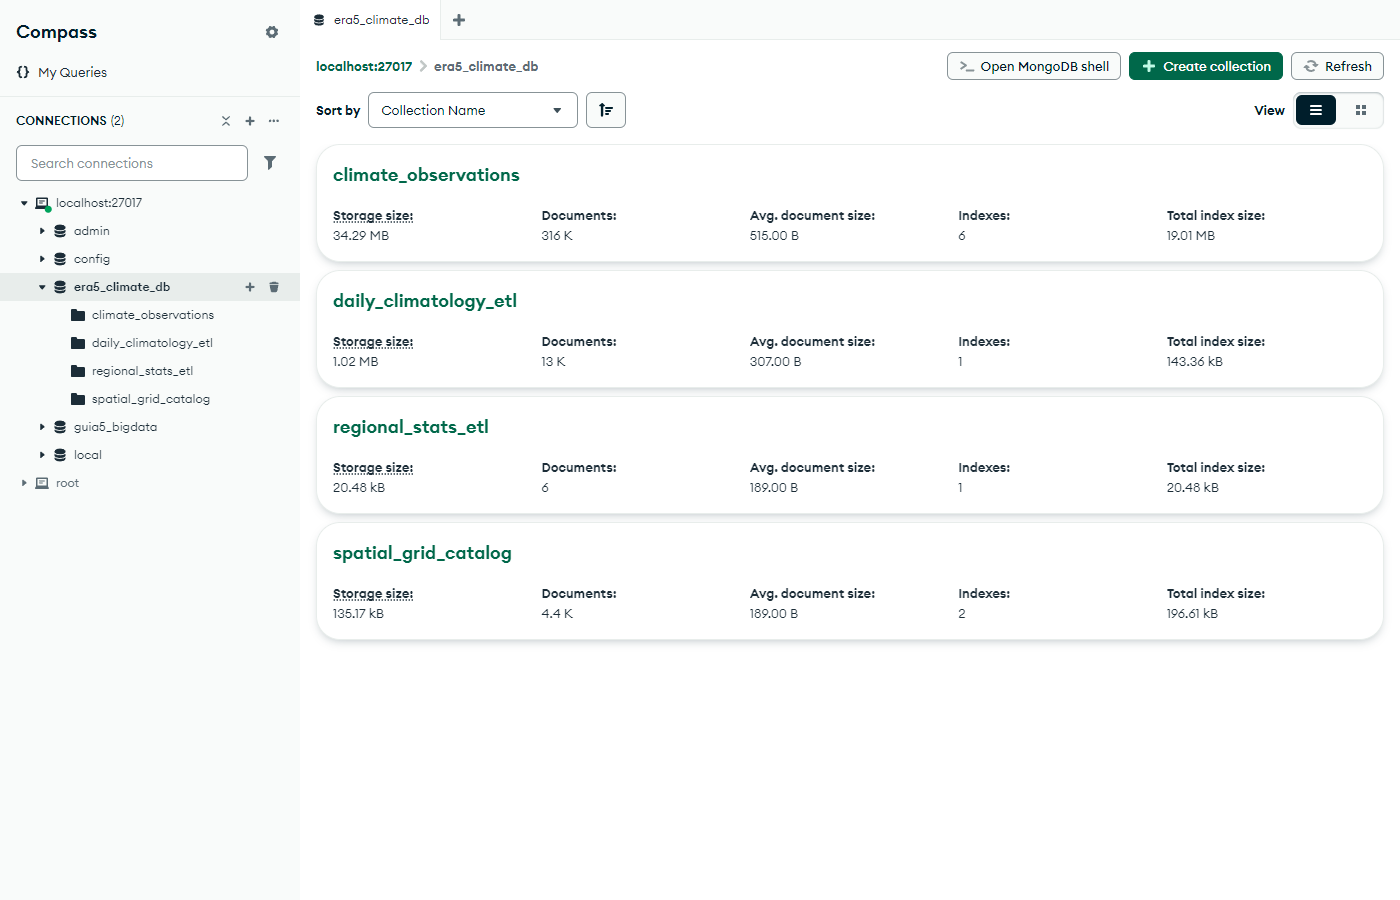 Compass
My Queries
CONNECTIONS (2)
Search connections
localhost:27017
admin
config
era5_climate_db
climate_observations
daily_climatology_etl
regional_stats_etl
spatial_grid_catalog
guia5_bigdata
local
root
era5_climate_db
localhost:27017 era5_climate_db
Open MongoDB shell Create collection Refresh
Sort by Collection Name View
climate_observations
Storage size: Documents: Avg. document size: Indexes: Total index size:
34.29 MB 316 K 515.00 B 6 19.01 MB
daily_climatology_etl
Storage size: Documents: Avg. document size: Indexes: Total index size:
1.02 MB 13 K 307.00 B 1 143.36 kB
regional_stats_etl
Storage size: Documents: Avg. document size: Indexes: Total index size:
20.48 kB 6 189.00 B 1 20.48 kB
spatial_grid_catalog
Storage size: Documents: Avg. document size: Indexes: Total index size:
135.17 kB 4.4 K 189.00 B 2 196.61 kB